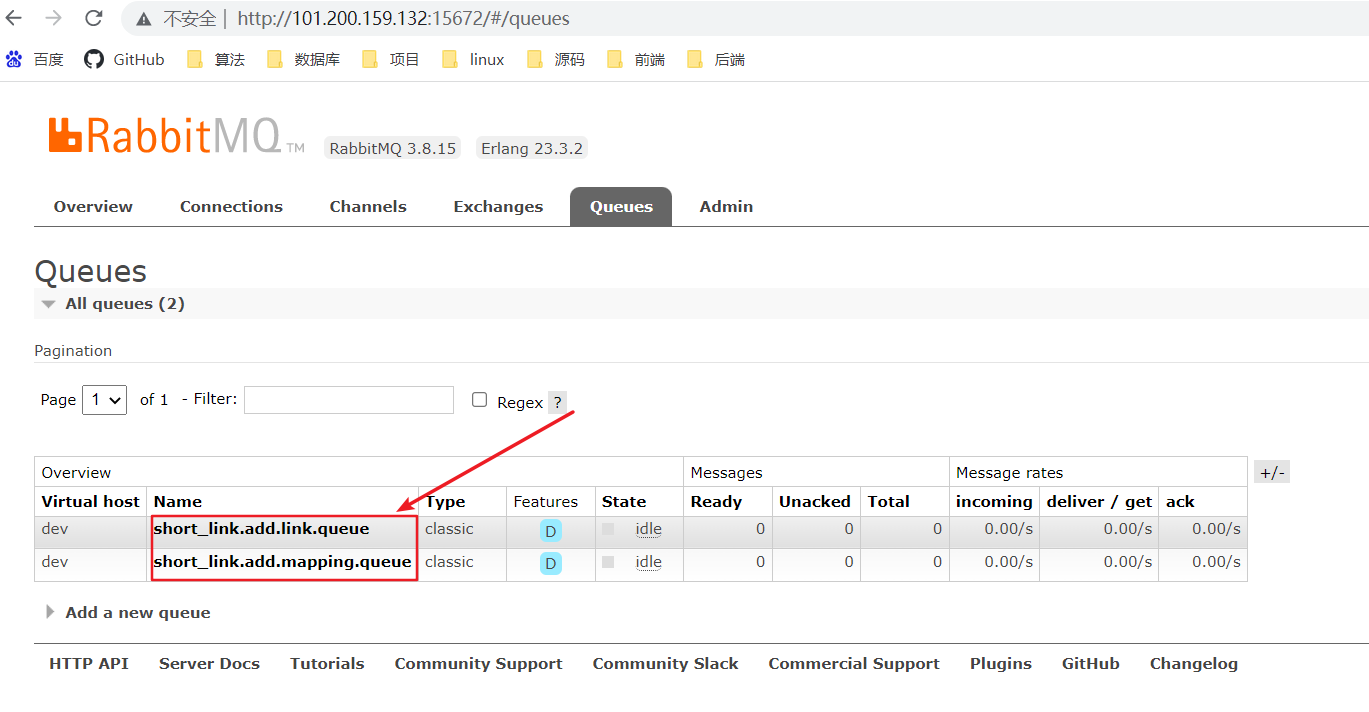 不安全 | http://101.200.159.132:15672/#/queues
百度 GitHub 算法 数据库 项目 linux 源码 前端 后端
RabbitMQ TM RabbitMQ 3.8.15 Erlang 23.3.2
Overview Connections Channels Exchanges Queues Admin
Queues
All queues (2)
Pagination
Page 1 of 1 - Filter: Regex ?
Overview Messages Message rates +/-
Virtual host Name Type Features State Ready Unacked Total incoming deliver / get ack
dev short_link.add.link.queue classic D idle 0 0 0 0.00/s 0.00/s 0.00/s
dev short_link.add.mapping.queue classic D idle 0 0 0 0.00/s 0.00/s 0.00/s
Add a new queue
HTTP API Server Docs Tutorials Community Support Community Slack Commercial Support Plugins GitHub Changelog